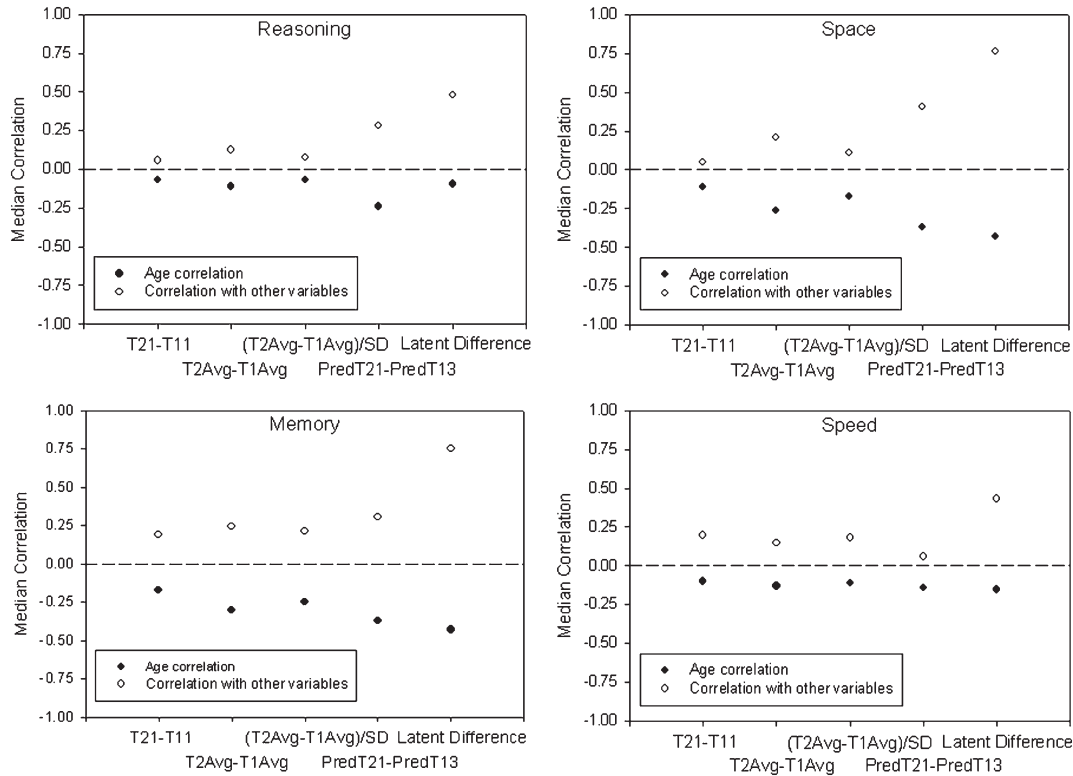 Reasoning
Median Correlation
1.00
0.75
0.50
0.25
0.00
-0.25
-0.50
-0.75
-1.00
Age correlation
Correlation with other variables
T21-T11 (T2Avg-T1Avg)/SD Latent Difference
T2Avg-T1Avg PredT21-PredT13
Space
Median Correlation
1.00
0.75
0.50
0.25
0.00
-0.25
-0.50
-0.75
-1.00
Age correlation
Correlation with other variables
T21-T11 (T2Avg-T1Avg)/SD Latent Difference
T2Avg-T1Avg PredT21-PredT13
Memory
Median Correlation
1.00
0.75
0.50
0.25
0.00
-0.25
-0.50
-0.75
-1.00
Age correlation
Correlation with other variables
T21-T11 (T2Avg-T1Avg)/SD Latent Difference
T2Avg-T1Avg PredT21-PredT13
Speed
Median Correlation
1.00
0.75
0.50
0.25
0.00
-0.25
-0.50
-0.75
-1.00
Age correlation
Correlation with other variables
T21-T11 (T2Avg-T1Avg)/SD Latent Difference
T2Avg-T1Avg PredT21-PredT13